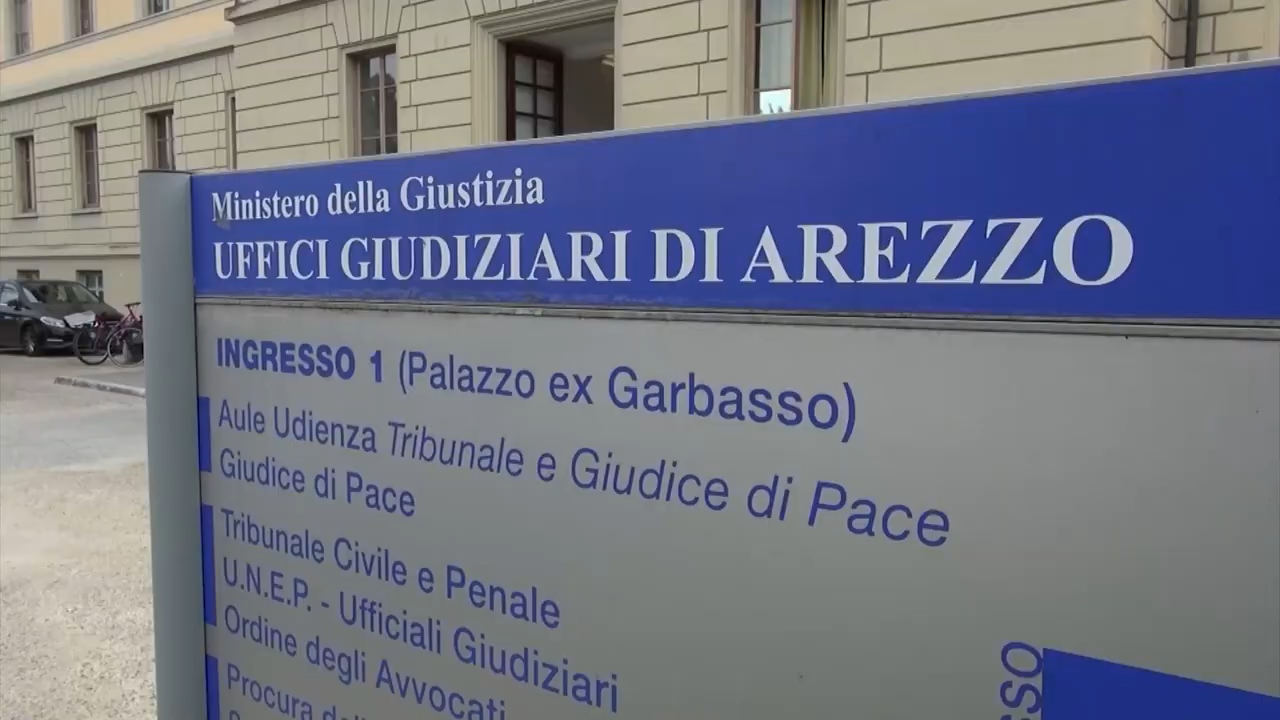 Ministero della Giustizia
UFFICI GIUDIZIARI DI AREZZO
INGRESSO 1 (Palazzo ex Garbasso)
Aule Udienza Tribunale e Giudice di Pace
Giudice di Pace
Tribunale Civile e Penale
U.N.E.P. - Ufficiali Giudiziari
Ordine degli Avvocati
Procura